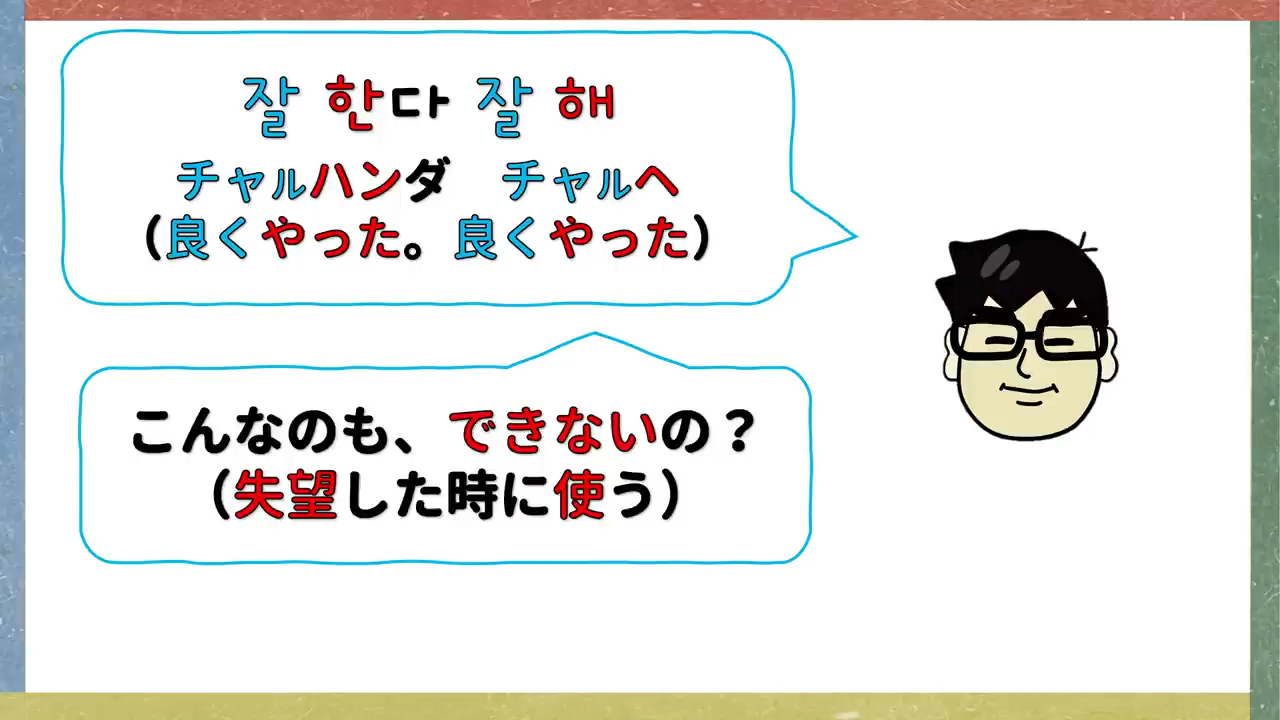 잘 한다 잘 해
チャルハンダ　チャルヘ
（良くやった。良くやった）
こんなのも、できないの？
（失望した時に使う）